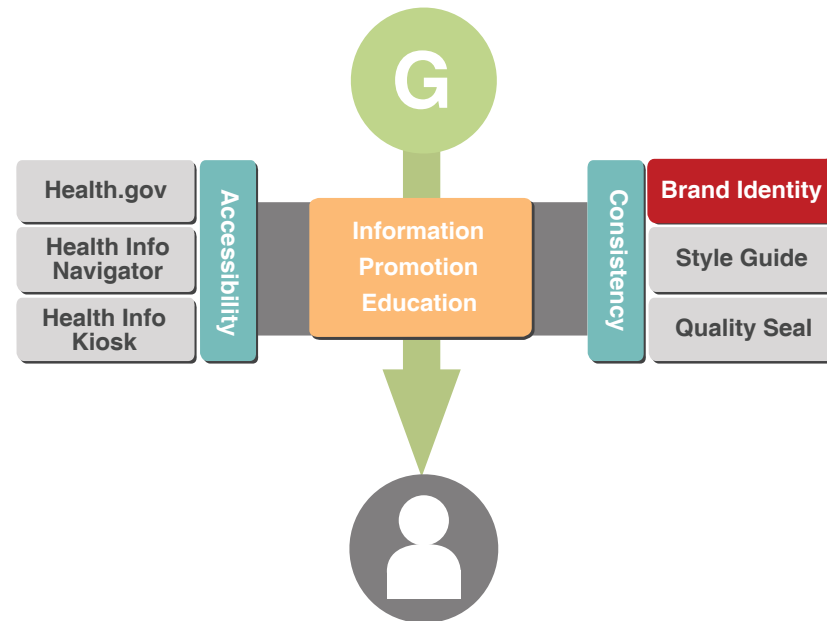 G
Health.gov
Health Info
Navigator
Health Info
Kiosk
Accessibility
Information
Promotion
Education
Consistency
Brand Identity
Style Guide
Quality Seal